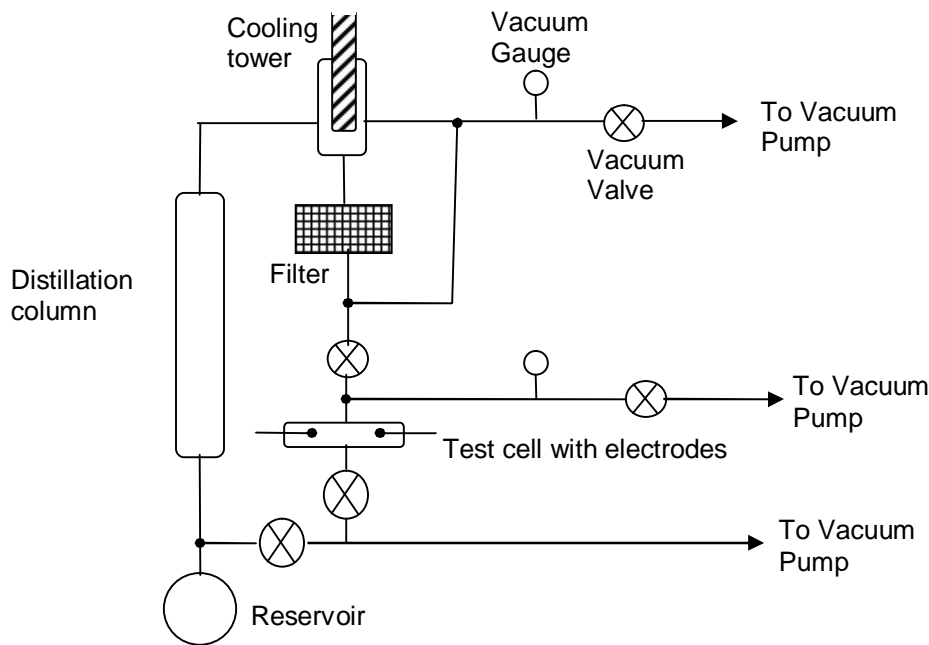 Cooling
tower
Vacuum
Gauge
To Vacuum
Pump
Vacuum
Valve
Filter
Distillation
column
To Vacuum
Pump
Test cell with electrodes
To Vacuum
Pump
Reservoir